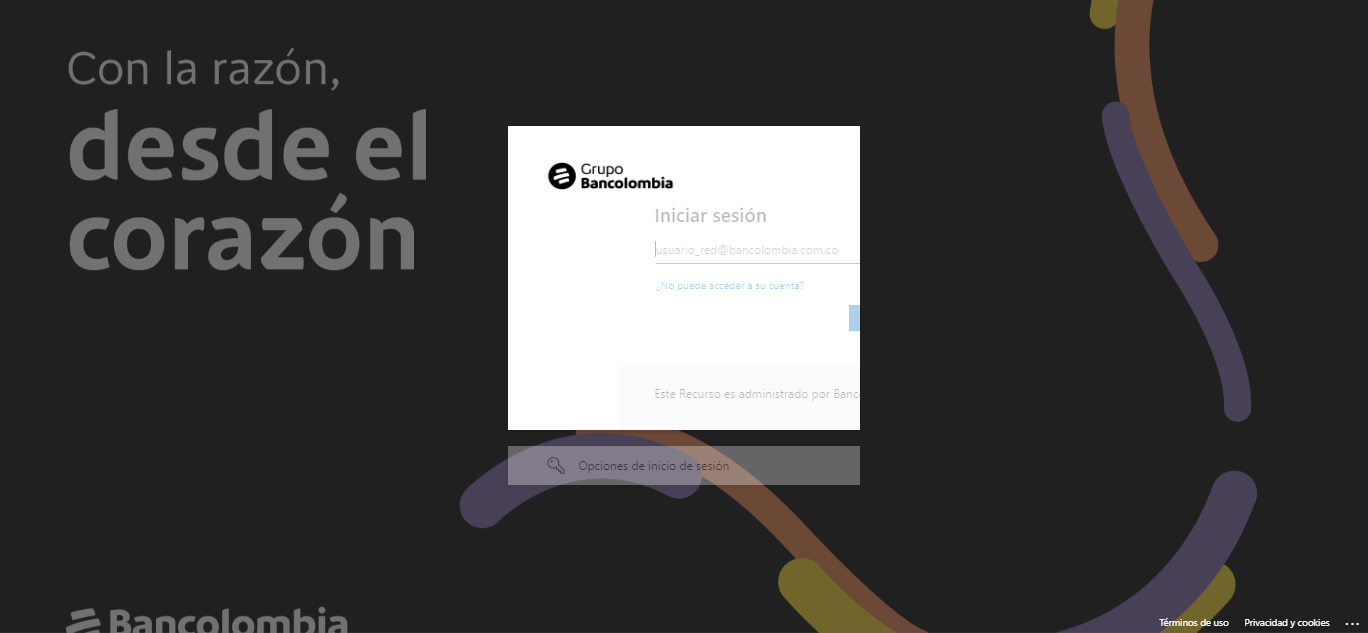 Con la razón,
desde el
corazón
Grupo
Bancolombia
Iniciar sesión
usuario_red@bancolombia.com.co
¿No puede acceder a su cuenta?
Este Recurso es administrado por Banc
Opciones de inicio de sesión
Bancolombia
Términos de uso Privacidad y cookies ...